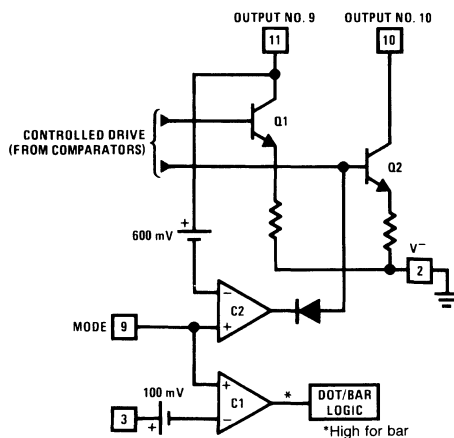 OUTPUT NO. 9
OUTPUT NO. 10
11
10
Q1
CONTROLLED DRIVE
(FROM COMPARATORS)
Q2
+
600 mV
V−
2
−
C2
MODE
9
+
100 mV
+
*
DOT/BAR
LOGIC
C1
3
+
−
*High for bar